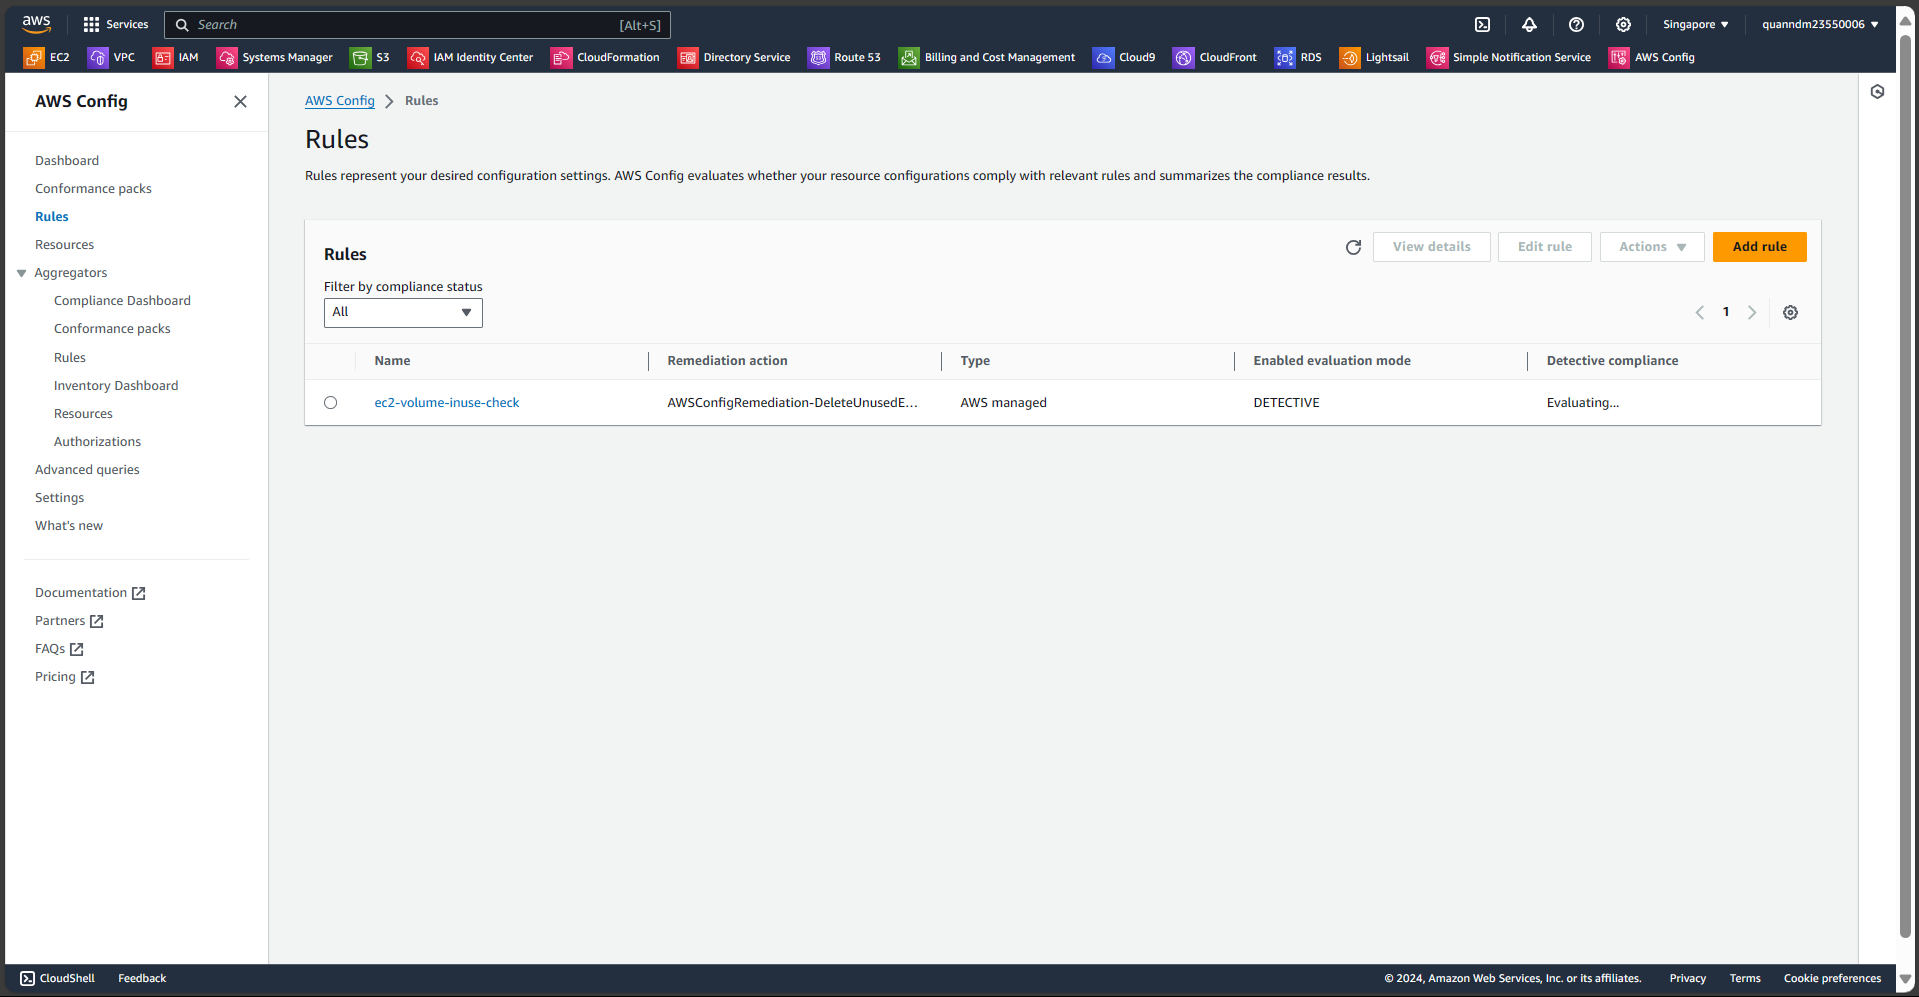 aws
Services
Search [Alt+S]
Singapore
quanndm23550006
EC2 VPC IAM Systems Manager S3 IAM Identity Center CloudFormation Directory Service Route 53 Billing and Cost Management Cloud9 CloudFront RDS Lightsail Simple Notification Service AWS Config
AWS Config
Dashboard
Conformance packs
Rules
Resources
Aggregators
Compliance Dashboard
Conformance packs
Rules
Inventory Dashboard
Resources
Authorizations
Advanced queries
Settings
What's new
Documentation
Partners
FAQs
Pricing
AWS Config Rules
Rules
Rules represent your desired configuration settings. AWS Config evaluates whether your resource configurations comply with relevant rules and summarizes the compliance results.
Rules
View details Edit rule Actions Add rule
Filter by compliance status
All
1
Name Remediation action Type Enabled evaluation mode Detective compliance
ec2-volume-inuse-check AWSConfigRemediation-DeleteUnusedE... AWS managed DETECTIVE Evaluating...
CloudShell Feedback
© 2024, Amazon Web Services, Inc. or its affiliates. Privacy Terms Cookie preferences